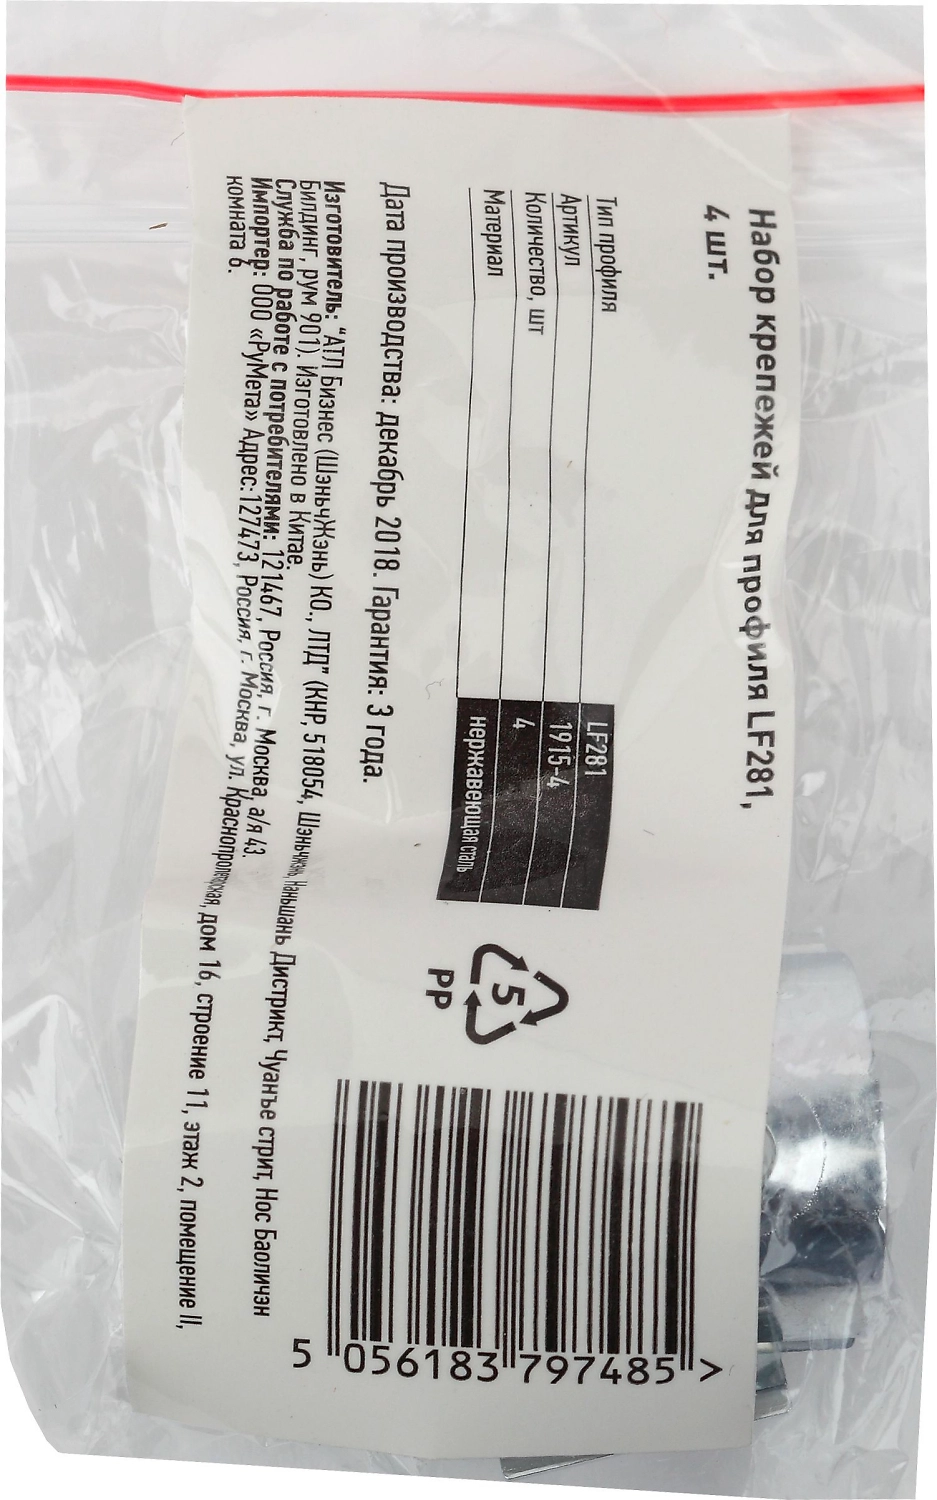 Набор крепежей для профиля LF281,
4 шт.
Тип профиля LF281
Артикул 1915-4
Количество, шт 4
Материал нержавеющая сталь
Дата производства: декабрь 2018. Гарантия: 3 года.
Изготовитель: "АТЛ Бизнес (ШэньчЖэнь) КО., ЛТД" (КНР, 518054, Шэньчжэнь, Наньшань Дистрикт, Чуанъе стрит, Нос Баоличэн
Билдинг, рум 901). Изготовлено в Китае.
Служба по работе с потребителями: 121467, Россия, г. Москва, а/я 43.
Импортер: ООО «РуМета» Адрес: 127473, Россия, г. Москва, ул. Краснопролетарская, дом 16, строение 11, этаж 2, помещение II,
комната 6.
5
PP
5 056183 797485 >